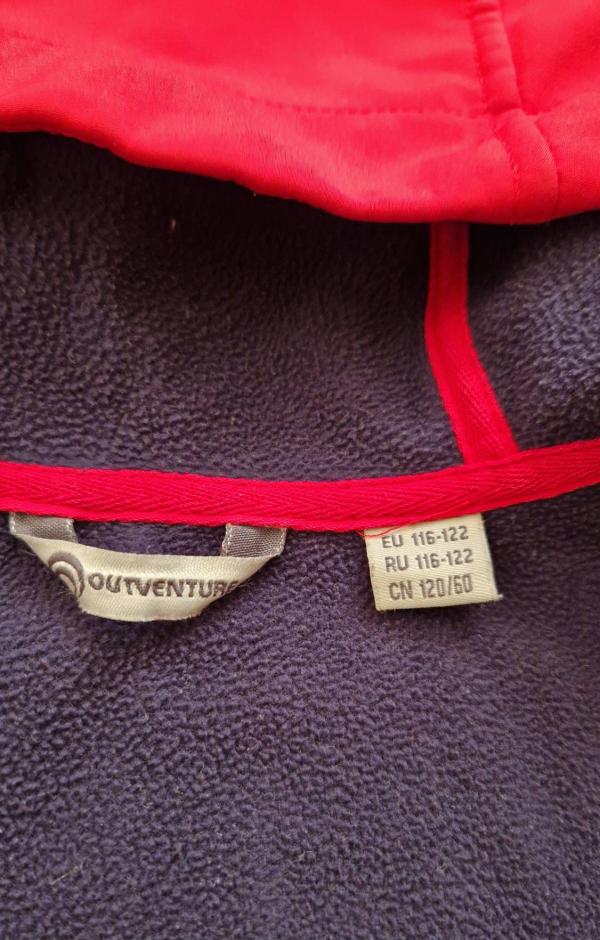 OUTVENTURE
EU 116-122
RU 116-122
CN 120/60